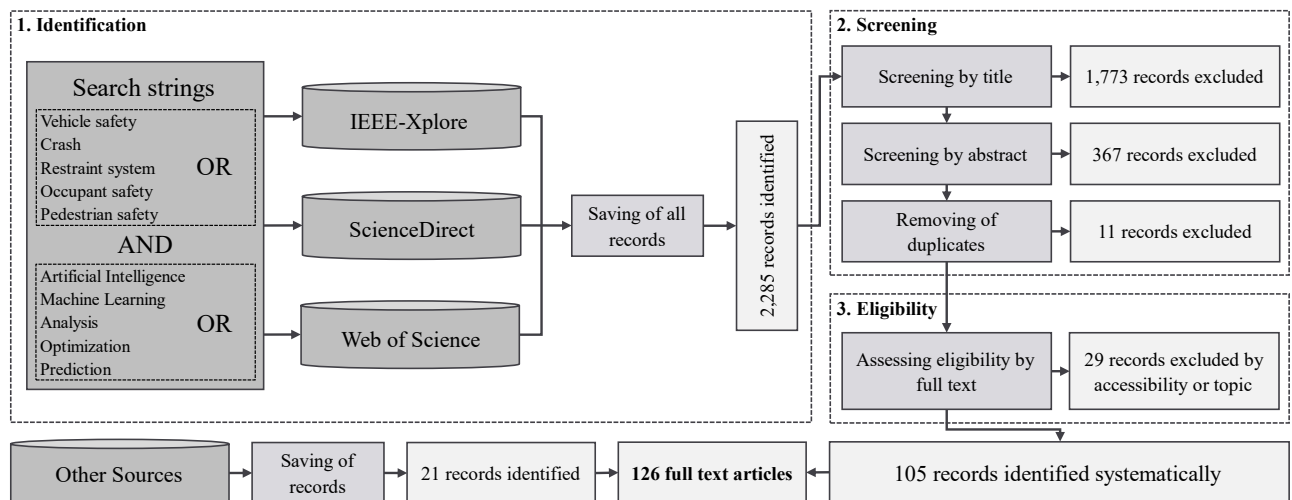 1. Identification
Search strings
Vehicle safety
Crash
Restraint system
Occupant safety
Pedestrian safety
OR
AND
Artificial Intelligence
Machine Learning
Analysis
Optimization
Prediction
OR
IEEE-Xplore
ScienceDirect
Web of Science
Saving of all
records
2,285 records identified
2. Screening
Screening by title
1,773 records excluded
Screening by abstract
367 records excluded
Removing of
duplicates
11 records excluded
3. Eligibility
Assessing eligibility by
full text
29 records excluded by
accessibility or topic
Other Sources
Saving of
records
21 records identified
126 full text articles
105 records identified systematically